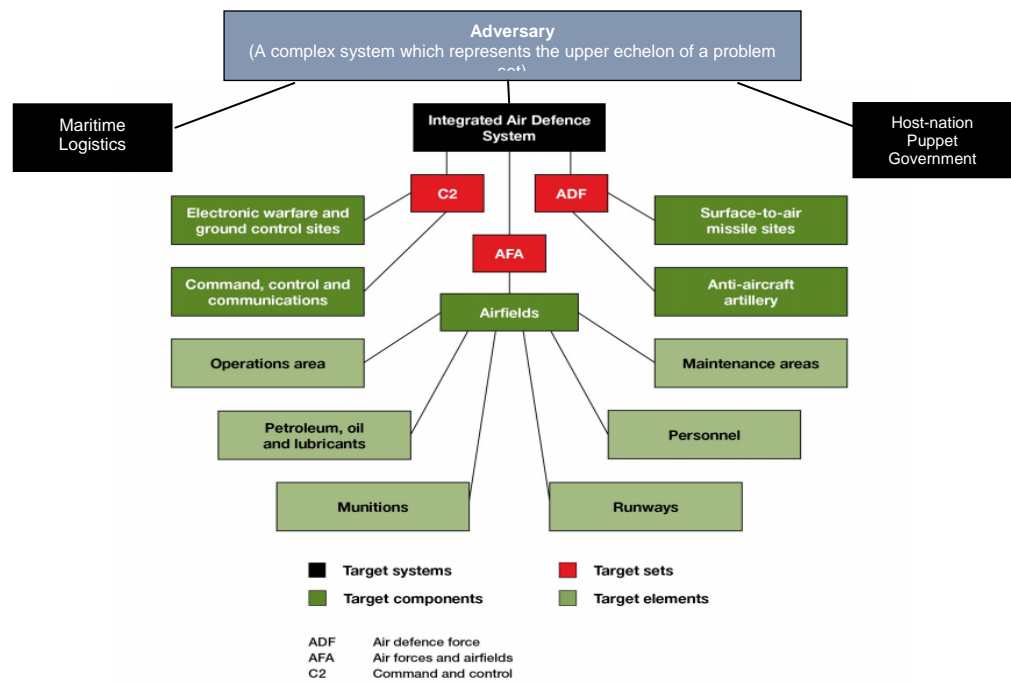 Adversary
(A complex system which represents the upper echelon of a problem
set)
Maritime
Logistics
Integrated Air Defence
System
Host-nation
Puppet
Government
C2
ADF
Electronic warfare and
ground control sites
Surface-to-air
missile sites
AFA
Command, control and
communications
Anti-aircraft
artillery
Airfields
Operations area
Maintenance areas
Petroleum, oil
and lubricants
Personnel
Munitions
Runways
Target systems
Target sets
Target components
Target elements
ADF Air defence force
AFA Air forces and airfields
C2 Command and control